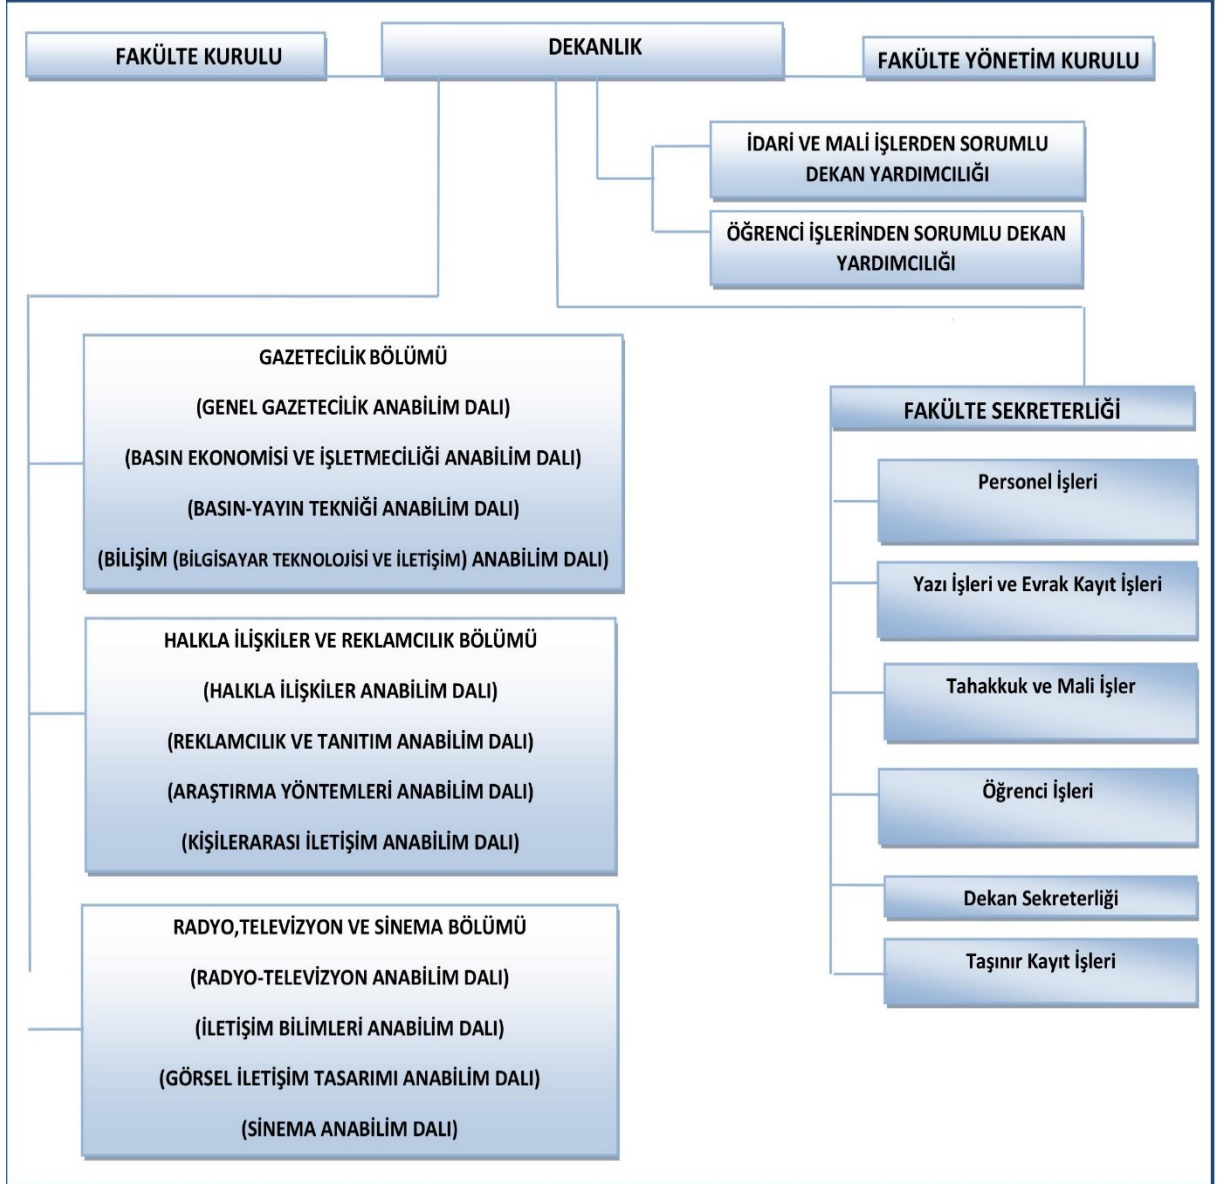 FAKÜLTE KURULU
DEKANLIK
FAKÜLTE YÖNETİM KURULU
İDARİ VE MALİ İŞLERDEN SORUMLU
DEKAN YARDIMCILIĞI
ÖĞRENCİ İŞLERİNDEN SORUMLU DEKAN
YARDIMCILIĞI
GAZETECİLİK BÖLÜMÜ
(GENEL GAZETECİLİK ANABİLİM DALI)
(BASIN EKONOMİSİ VE İŞLETMECİLİĞİ ANABİLİM DALI)
(BASIN-YAYIN TEKNİĞİ ANABİLİM DALI)
(BİLİŞİM (BİLGİSAYAR TEKNOLOJİSİ VE İLETİŞİM) ANABİLİM DALI)
HALKLA İLİŞKİLER VE REKLAMCILIK BÖLÜMÜ
(HALKLA İLİŞKİLER ANABİLİM DALI)
(REKLAMCILIK VE TANITIM ANABİLİM DALI)
(ARAŞTIRMA YÖNTEMLERİ ANABİLİM DALI)
(KİŞİLERARASI İLETİŞİM ANABİLİM DALI)
RADYO,TELEVİZYON VE SİNEMA BÖLÜMÜ
(RADYO-TELEVİZYON ANABİLİM DALI)
(İLETİŞİM BİLİMLERİ ANABİLİM DALI)
(GÖRSEL İLETİŞİM TASARIMI ANABİLİM DALI)
(SİNEMA ANABİLİM DALI)
FAKÜLTE SEKRETERLİĞİ
Personel İşleri
Yazı İşleri ve Evrak Kayıt İşleri
Tahakkuk ve Mali İşler
Öğrenci İşleri
Dekan Sekreterliği
Taşınır Kayıt İşleri